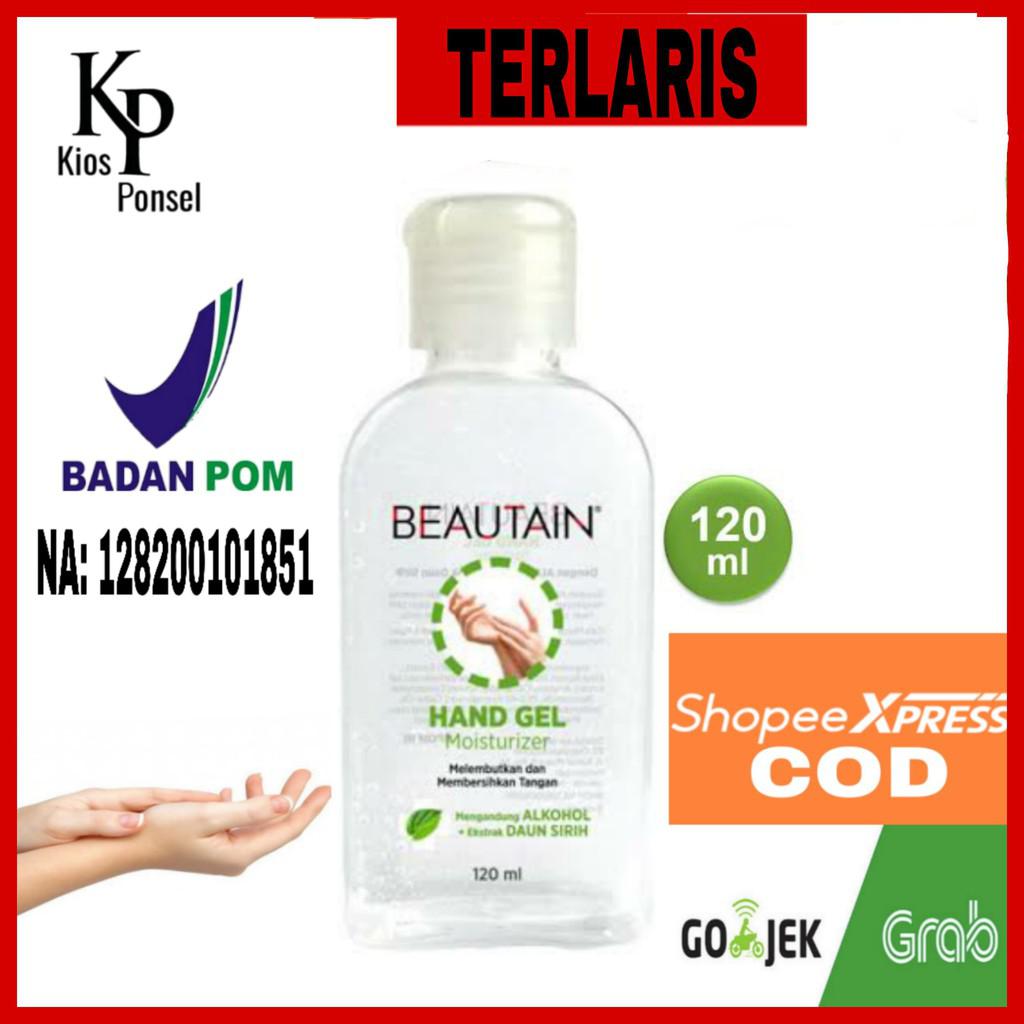 TERLARIS
KP
Kios
Ponsel
BADAN POM
NA: 128200101851
BEAUTAIN®
HAND GEL
Moisturizer
Melembutkan dan
Membersihkan Tangan
Mengandung ALKOHOL
+ Ekstrak DAUN SIRIH
120 ml
120
ml
Shopee XPRESS
COD
GOJEK
Grab